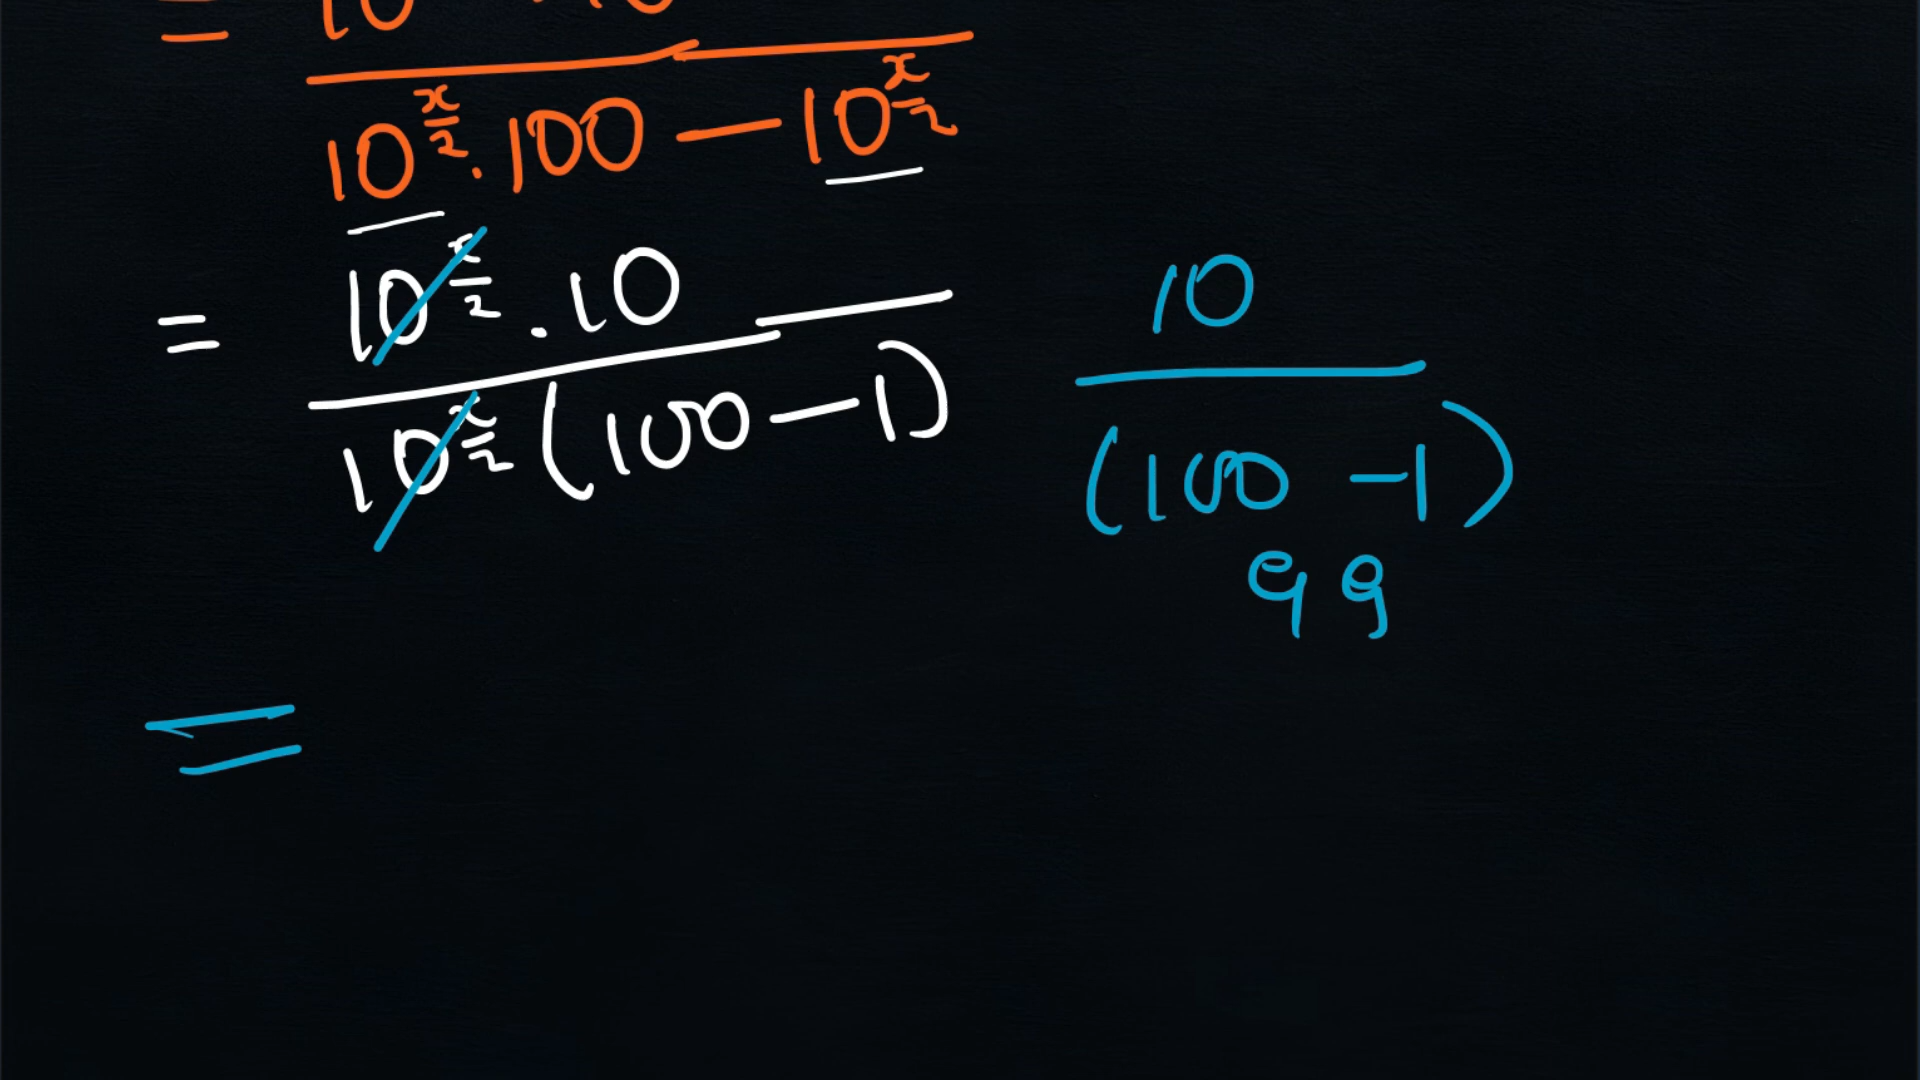 =
10^{x/2} · 100 — 10^{x/2}
= 10^{x/2} . 10
10^{x/2} (100 — 1)
10
(100 - 1)
99
=